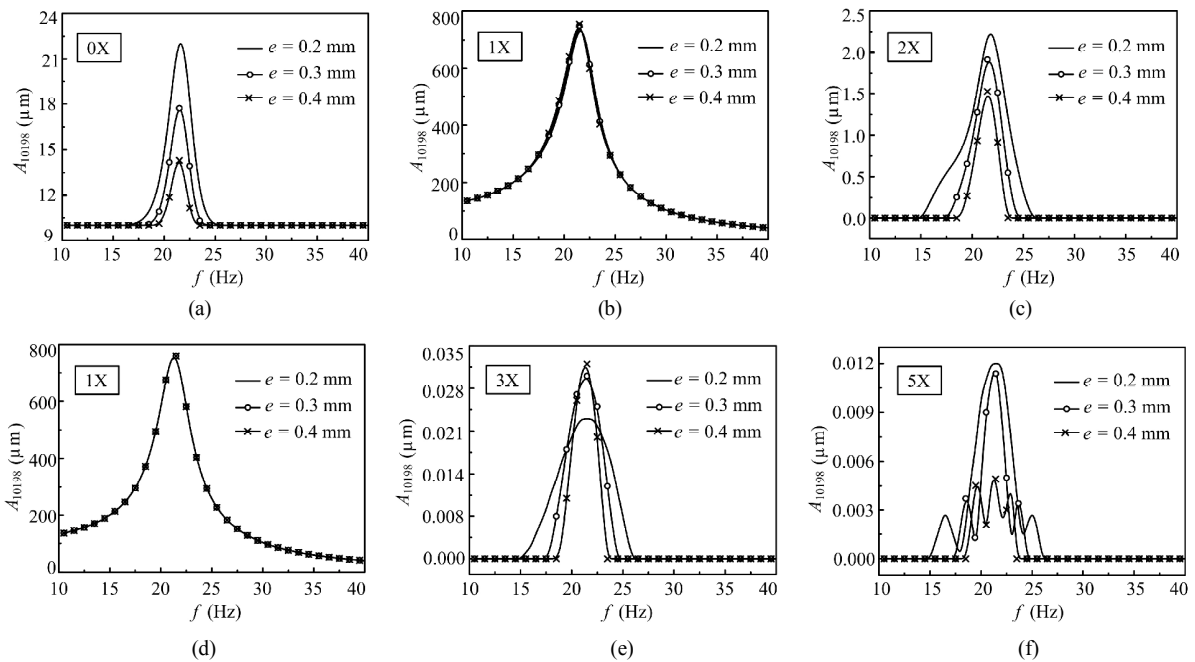 24
21
18
15
12
9
A10198 (μm)
0X
e = 0.2 mm
e = 0.3 mm
e = 0.4 mm
10 15 20 25 30 35 40
f (Hz)
(a)
800
600
400
200
0
A10198 (μm)
1X
e = 0.2 mm
e = 0.3 mm
e = 0.4 mm
10 15 20 25 30 35 40
f (Hz)
(b)
2.5
2.0
1.5
1.0
0.5
0.0
A10198 (μm)
2X
e = 0.2 mm
e = 0.3 mm
e = 0.4 mm
10 15 20 25 30 35 40
f (Hz)
(c)
800
600
400
200
0
A10198 (μm)
1X
e = 0.2 mm
e = 0.3 mm
e = 0.4 mm
10 15 20 25 30 35 40
f (Hz)
(d)
0.035
0.028
0.021
0.014
0.008
0.000
A10198 (μm)
3X
e = 0.2 mm
e = 0.3 mm
e = 0.4 mm
10 15 20 25 30 35 40
f (Hz)
(e)
0.012
0.009
0.006
0.003
0.000
A10198 (μm)
5X
e = 0.2 mm
e = 0.3 mm
e = 0.4 mm
10 15 20 25 30 35 40
f (Hz)
(f)